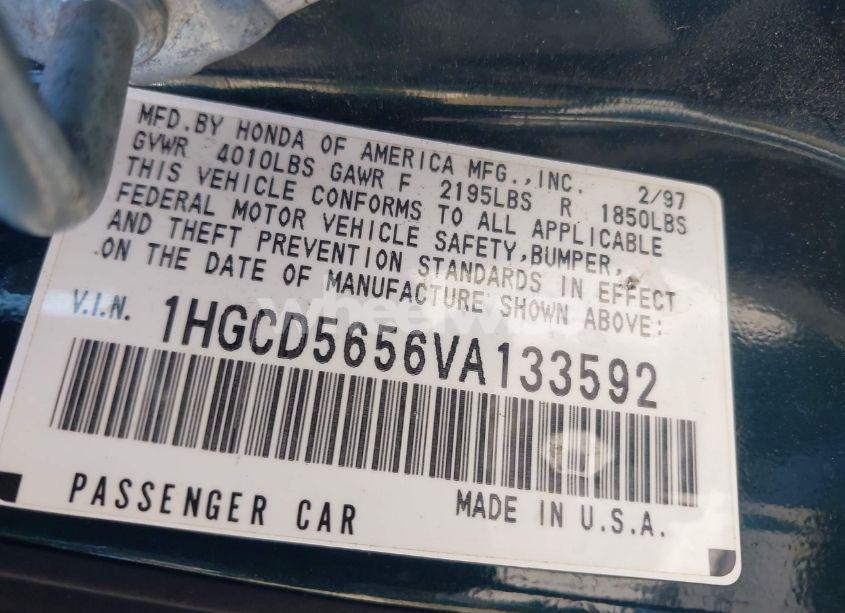 MFD.BY HONDA OF AMERICA MFG.,INC. 2/97
GVWR 4010LBS GAWR F 2195LBS R 1850LBS
THIS VEHICLE CONFORMS TO ALL APPLICABLE
FEDERAL MOTOR VEHICLE SAFETY,BUMPER,
AND THEFT PREVENTION STANDARDS IN EFFECT
ON THE DATE OF MANUFACTURE SHOWN ABOVE:
V.I.N. 1HGCD5656VA133592
PASSENGER CAR MADE IN U.S.A.